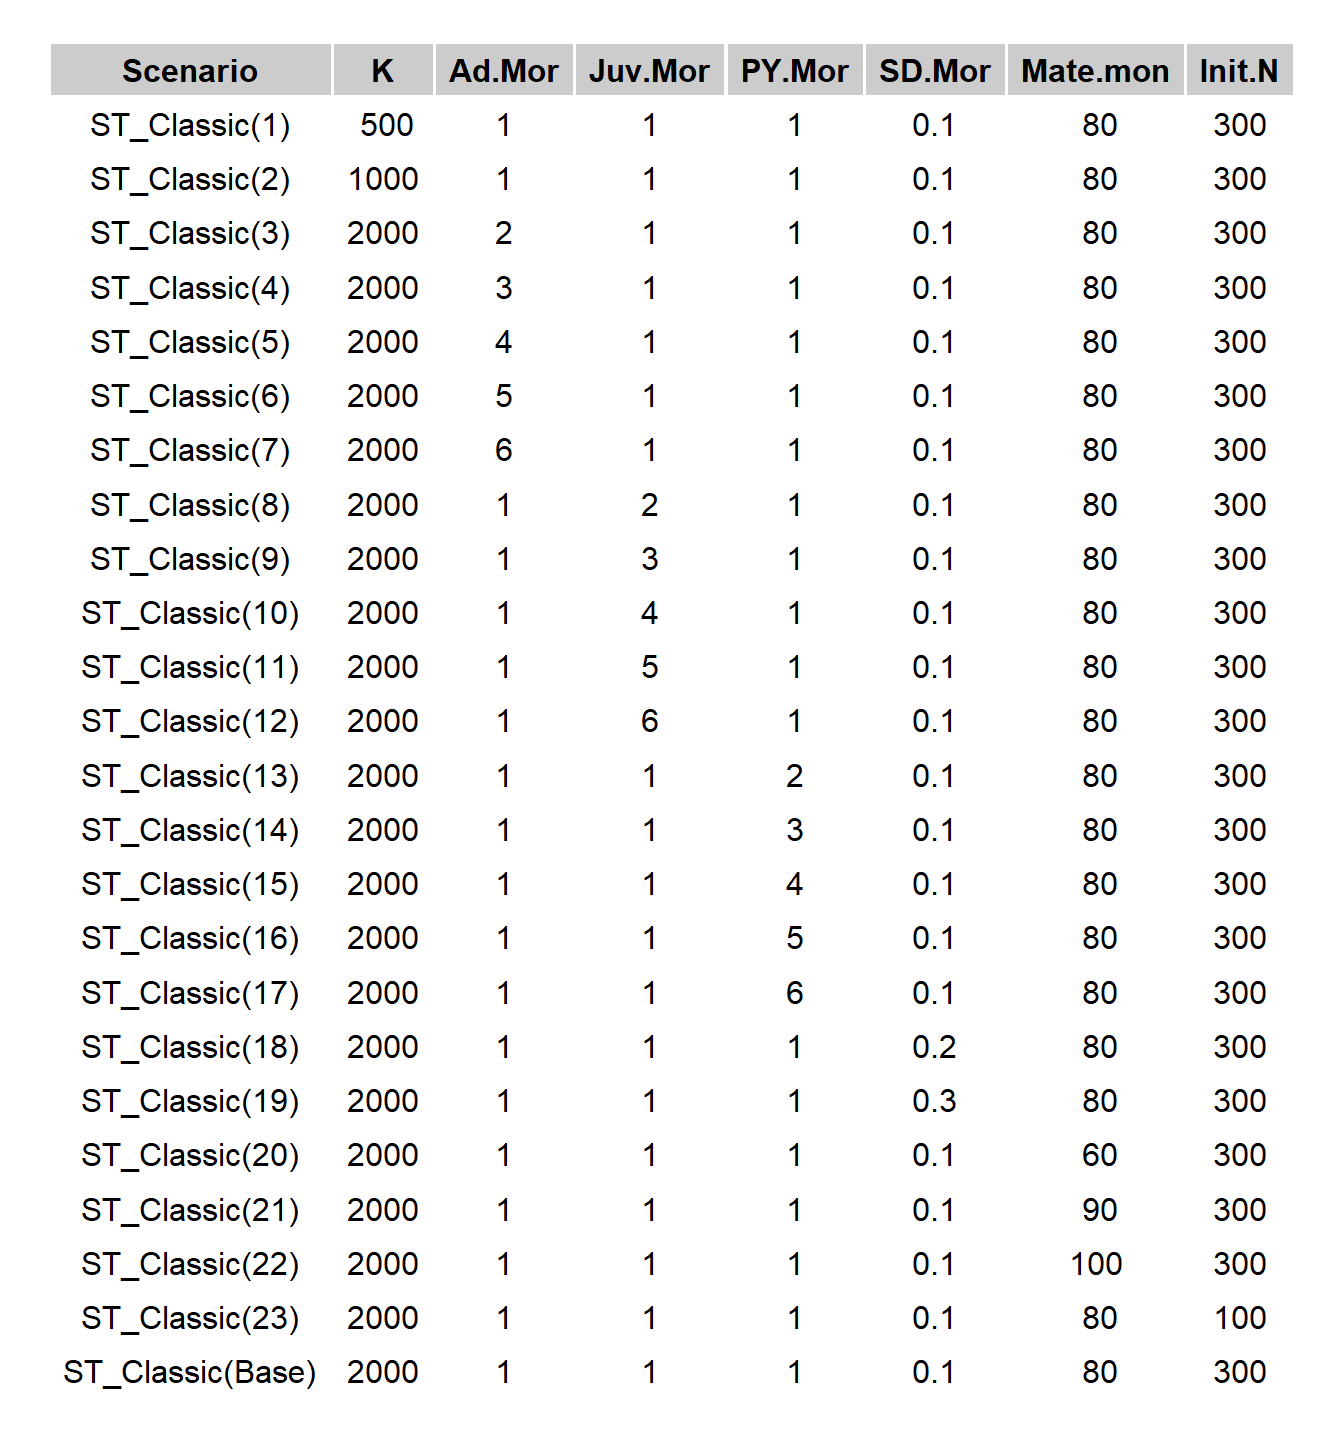 Scenario K Ad.Mor Juv.Mor PY.Mor SD.Mor Mate.mon Init.N
ST_Classic(1) 500 1 1 1 0.1 80 300
ST_Classic(2) 1000 1 1 1 0.1 80 300
ST_Classic(3) 2000 2 1 1 0.1 80 300
ST_Classic(4) 2000 3 1 1 0.1 80 300
ST_Classic(5) 2000 4 1 1 0.1 80 300
ST_Classic(6) 2000 5 1 1 0.1 80 300
ST_Classic(7) 2000 6 1 1 0.1 80 300
ST_Classic(8) 2000 1 2 1 0.1 80 300
ST_Classic(9) 2000 1 3 1 0.1 80 300
ST_Classic(10) 2000 1 4 1 0.1 80 300
ST_Classic(11) 2000 1 5 1 0.1 80 300
ST_Classic(12) 2000 1 6 1 0.1 80 300
ST_Classic(13) 2000 1 1 2 0.1 80 300
ST_Classic(14) 2000 1 1 3 0.1 80 300
ST_Classic(15) 2000 1 1 4 0.1 80 300
ST_Classic(16) 2000 1 1 5 0.1 80 300
ST_Classic(17) 2000 1 1 6 0.1 80 300
ST_Classic(18) 2000 1 1 1 0.2 80 300
ST_Classic(19) 2000 1 1 1 0.3 80 300
ST_Classic(20) 2000 1 1 1 0.1 60 300
ST_Classic(21) 2000 1 1 1 0.1 90 300
ST_Classic(22) 2000 1 1 1 0.1 100 300
ST_Classic(23) 2000 1 1 1 0.1 80 100
ST_Classic(Base) 2000 1 1 1 0.1 80 300